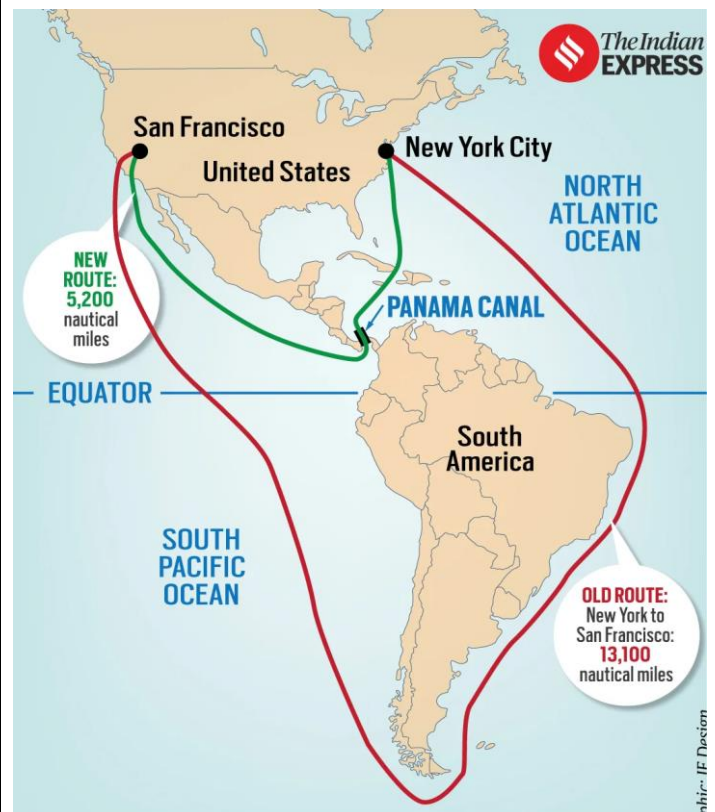 The Indian
EXPRESS
San Francisco
New York City
United States
NORTH
ATLANTIC
OCEAN
NEW
ROUTE:
5,200
nautical
miles
PANAMA CANAL
EQUATOR
South
America
SOUTH
PACIFIC
OCEAN
OLD ROUTE:
New York to
San Francisco:
13,100
nautical miles
IE Design